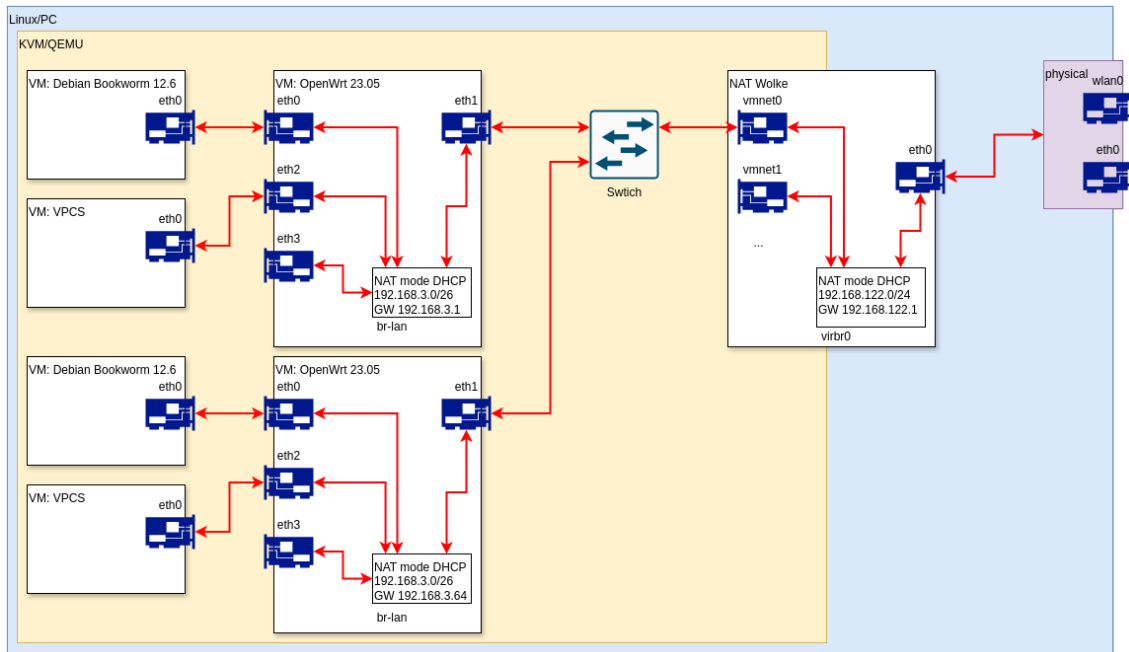 Linux/PC
KVM/QEMU
VM: Debian Bookworm 12.6
eth0
VM: VPCS
eth0
VM: OpenWrt 23.05
eth0
eth1
eth2
eth3
NAT mode DHCP
192.168.3.0/26
GW 192.168.3.1
br-lan
VM: Debian Bookworm 12.6
eth0
VM: VPCS
eth0
VM: OpenWrt 23.05
eth0
eth1
eth2
eth3
NAT mode DHCP
192.168.3.0/26
GW 192.168.3.64
br-lan
Swtich
NAT Wolke
vmnet0
vmnet1
...
eth0
NAT mode DHCP
192.168.122.0/24
GW 192.168.122.1
virbr0
physical
wlan0
eth0